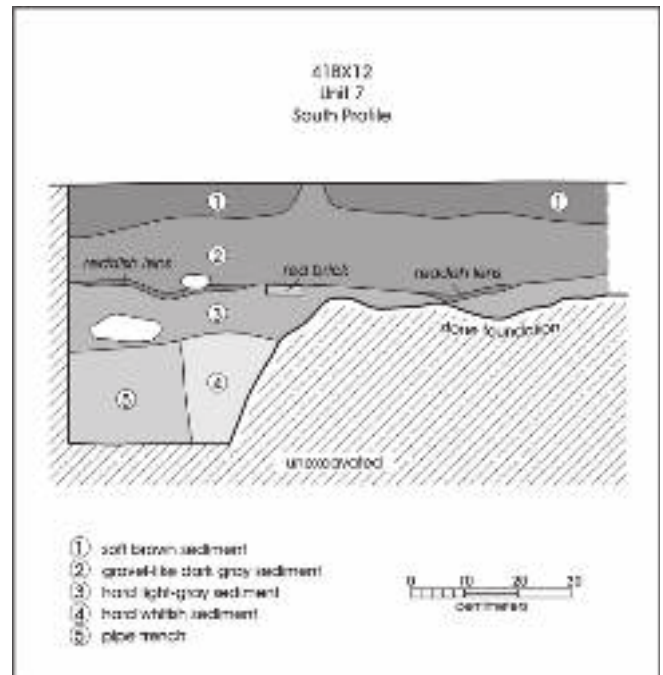 41BX12
Unit 7
South Profile
1
1
2
reddish lens
red brick
reddish lens
3
stone foundation
4
5
unexcavated
1 soft brown sediment
2 gravel-like dark gray sediment
3 hard light-gray sediment
4 hard whitish sediment
5 pipe trench
0 10 20 30
centimeters